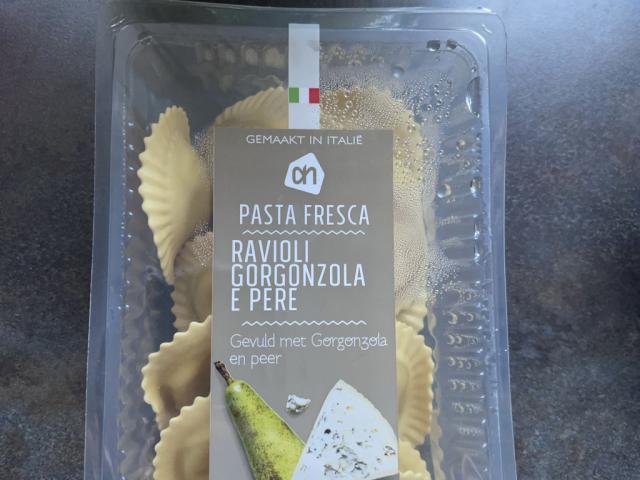 GEMAAKT IN ITALIË
ah
PASTA FRESCA
RAVIOLI
GORGONZOLA
E PERE
Gevuld met Gorgonzola
en peer